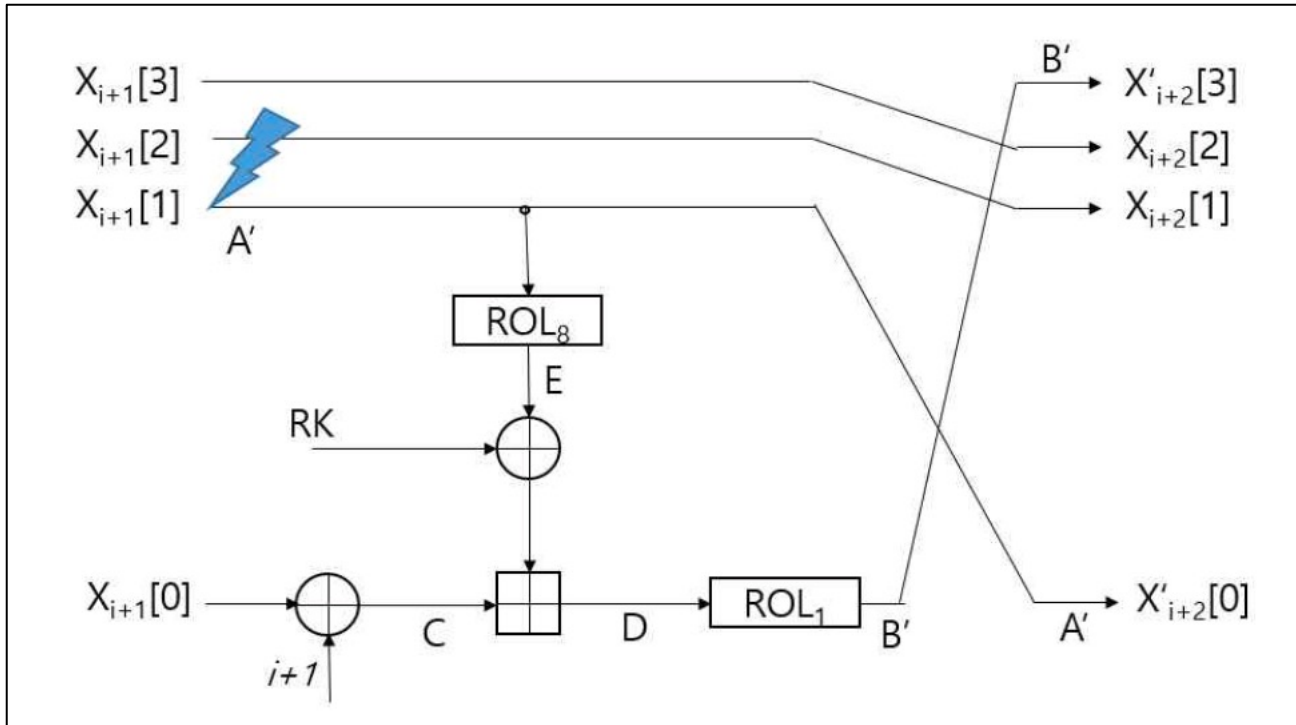 B'
X_{i+1}[3]
X'_{i+2}[3]
X_{i+1}[2]
X_{i+2}[2]
X_{i+1}[1]
X_{i+2}[1]
A'
ROL_8
E
RK
X_{i+1}[0]
C
D
ROL_1
B'
A'
X'_{i+2}[0]
i+1